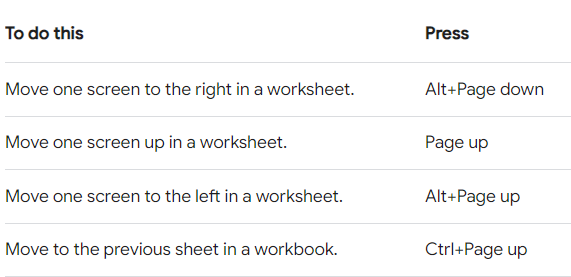 To do this Press
Move one screen to the right in a worksheet. Alt+Page down
Move one screen up in a worksheet. Page up
Move one screen to the left in a worksheet. Alt+Page up
Move to the previous sheet in a workbook. Ctrl+Page up